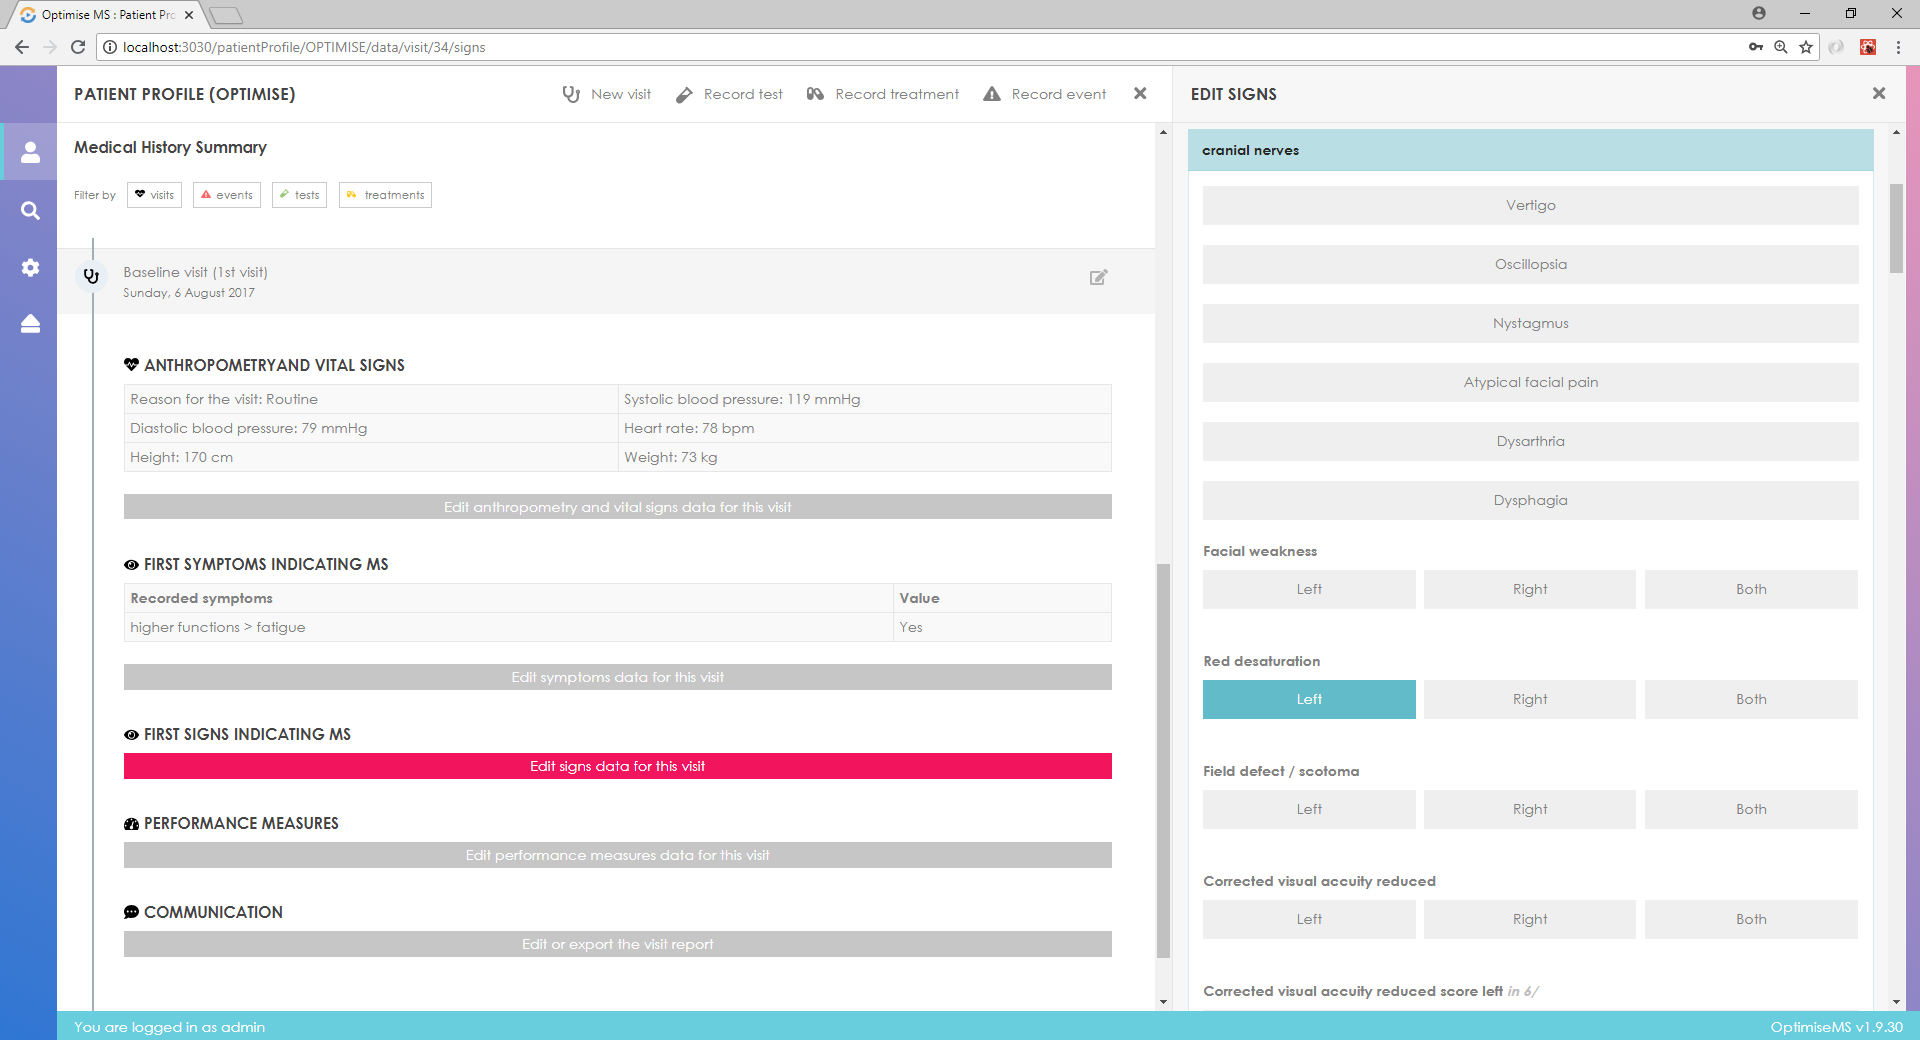 Optimise MS : Patient Pro
localhost:3030/patientProfile/OPTIMISE/data/visit/34/signs
PATIENT PROFILE (OPTIMISE)
New visit
Record test
Record treatment
Record event
Medical History Summary
Filter by
visits
events
tests
treatments
Baseline visit (1st visit)
Sunday, 6 August 2017
ANTHROPOMETRYAND VITAL SIGNS
Reason for the visit: Routine
Systolic blood pressure: 119 mmHg
Diastolic blood pressure: 79 mmHg
Heart rate: 78 bpm
Height: 170 cm
Weight: 73 kg
Edit anthropometry and vital signs data for this visit
FIRST SYMPTOMS INDICATING MS
Recorded symptoms
Value
higher functions > fatigue
Yes
Edit symptoms data for this visit
FIRST SIGNS INDICATING MS
Edit signs data for this visit
PERFORMANCE MEASURES
Edit performance measures data for this visit
COMMUNICATION
Edit or export the visit report
EDIT SIGNS
cranial nerves
Vertigo
Oscillopsia
Nystagmus
Atypical facial pain
Dysarthria
Dysphagia
Facial weakness
Left
Right
Both
Red desaturation
Left
Right
Both
Field defect / scotoma
Left
Right
Both
Corrected visual accuity reduced
Left
Right
Both
Corrected visual accuity reduced score left in 6/
You are logged in as admin
OptimiseMS v1.9.30